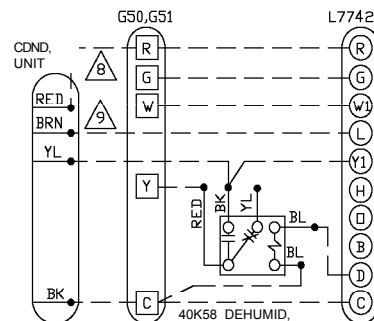 G50,G51
L7742
CDND,
UNIT
R
R
8
G
G
RED
W
9
W1
BRN
L
YL
Y1
Y
H
RED
BK
YL
BL
O
BL
B
D
BK
C
C
40K58 DEHUMID,